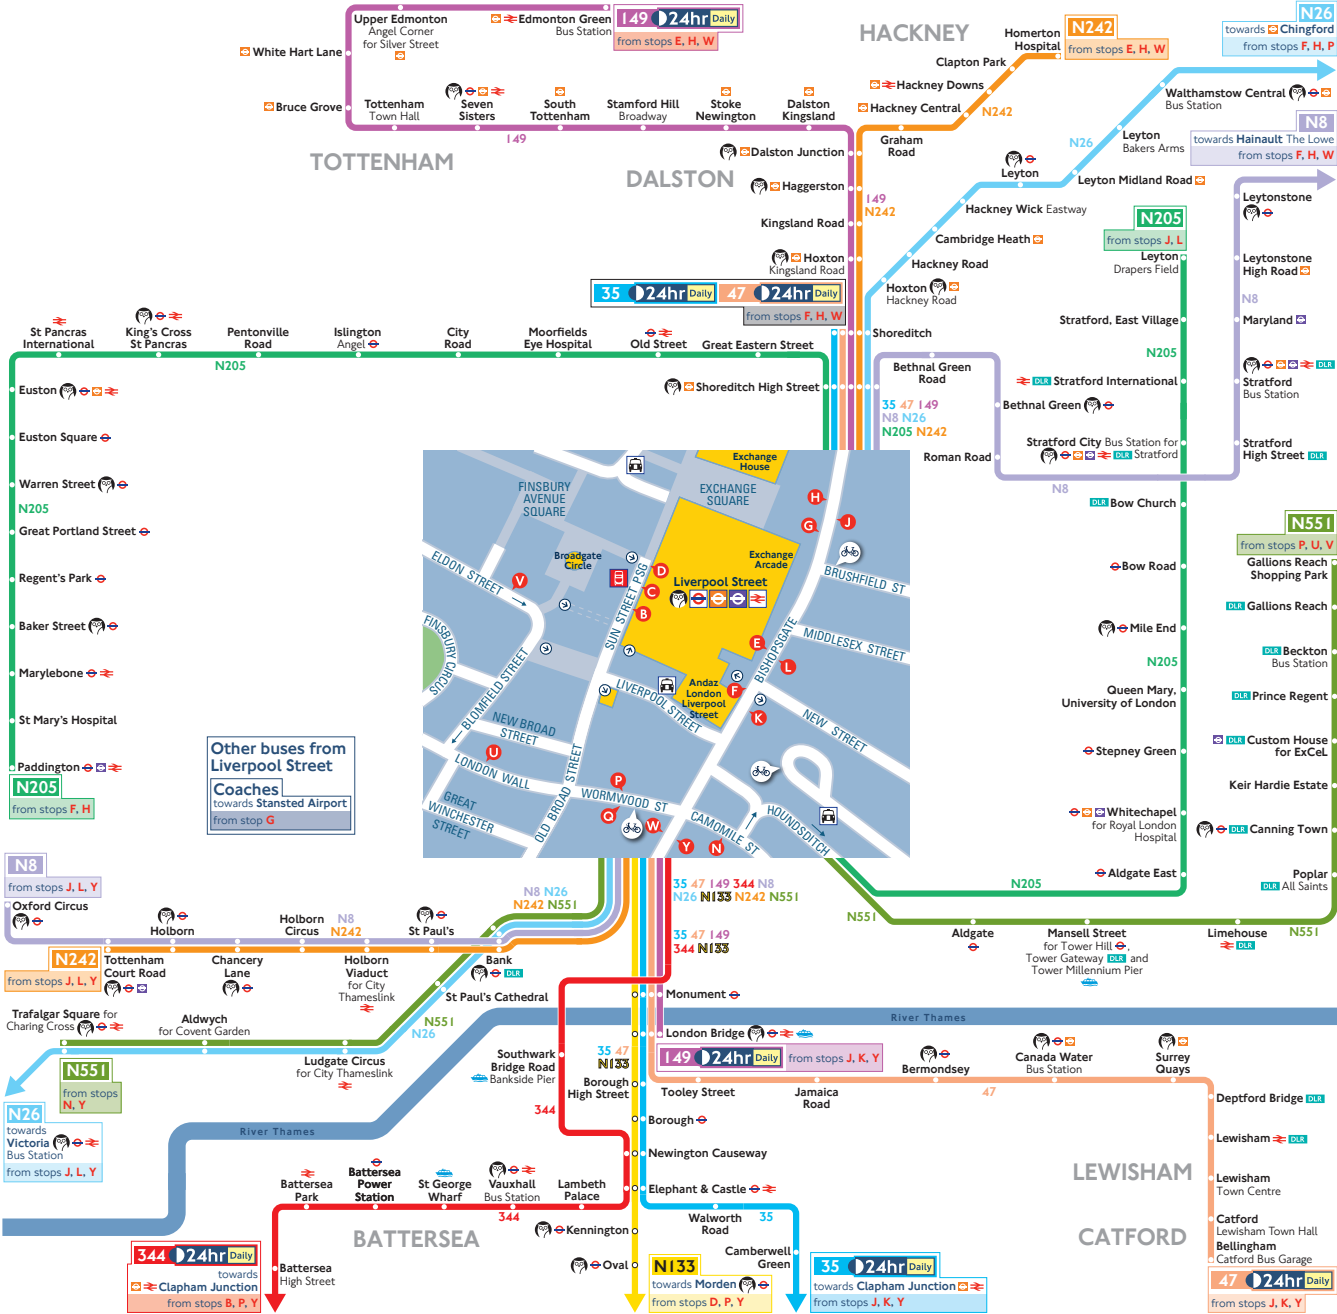 Upper Edmonton
Angel Corner
for Silver Street
Edmonton Green
Bus Station
149 24hr Daily
from stops E, H, W
White Hart Lane
Bruce Grove
Tottenham
Town Hall
Seven
Sisters
South
Tottenham
Stamford Hill
Broadway
Stoke
Newington
Dalston
Kingsland
149
TOTTENHAM
DALSTON
HACKNEY
Dalston Junction
Haggerston
Kingsland Road
Hoxton
Kingsland Road
149
N242
Homerton
Hospital
N242
from stops E, H, W
Clapton Park
Hackney Downs
Hackney Central
N242
Graham
Road
N26
towards Chingford
from stops F, H, P
Walthamstow Central
Bus Station
N26
Leyton
Bakers Arms
Leyton
Leyton Midland Road
Hackney Wick Eastway
Cambridge Heath
Hackney Road
Hoxton
Hackney Road
N8
towards Hainault The Lowe
from stops F, H, W
Leytonstone
Leytonstone
High Road
N8
Maryland
Stratford
Bus Station
Stratford
High Street DLR
N205
from stops J, L
Leyton
Drapers Field
Stratford, East Village
N205
DLR Stratford International
Stratford City Bus Station for
DLR Stratford
35 24hr Daily 47 24hr Daily
from stops F, H, W
Shoreditch
Great Eastern Street
Shoreditch High Street
Bethnal Green
Road
35 47 149
N8 N26
N205 N242
Bethnal Green
Roman Road
N8
St Pancras
International
King's Cross
St Pancras
Pentonville
Road
Islington
Angel
City
Road
Moorfields
Eye Hospital
Old Street
N205
Euston
Euston Square
Warren Street
N205
Great Portland Street
Regent's Park
Baker Street
Marylebone
St Mary's Hospital
Paddington
N205
from stops F, H
Other buses from
Liverpool Street
Coaches
towards Stansted Airport
from stop G
Exchange
House
FINSBURY
AVENUE
SQUARE
EXCHANGE
SQUARE
H
G
J
ELDON STREET
V
Broadgate
Circle
SUN STREET PSG
D
C
B
Exchange
Arcade
Liverpool Street
BRUSHFIELD ST
FINSBURY CIRCUS
BLOMFIELD STREET
E
BISHOPSGATE
L
MIDDLESEX STREET
LIVERPOOL STREET
Andaz
London
Liverpool
Street
F
K
NEW STREET
NEW BROAD
STREET
U
LONDON WALL
OLD BROAD STREET
P
WORMWOOD ST
Q
W
CAMOMILE ST
HOUNDSDITCH
GREAT
WINCHESTER
STREET
Y
N
DLR Bow Church
Bow Road
Mile End
N205
Queen Mary,
University of London
Stepney Green
Whitechapel
for Royal London
Hospital
Aldgate East
N205
N551
from stops P, U, V
Gallions Reach
Shopping Park
DLR Gallions Reach
DLR Beckton
Bus Station
DLR Prince Regent
DLR Custom House
for ExCeL
Keir Hardie Estate
DLR Canning Town
Poplar
DLR All Saints
N551
Aldgate
Mansell Street
for Tower Hill ,
Tower Gateway DLR and
Tower Millennium Pier
Limehouse
DLR
N551
N8
from stops J, L, Y
Oxford Circus
Holborn
Holborn
Circus
N8
N242
St Paul's
N8 N26
N242 N551
N242
from stops J, L, Y
Tottenham
Court Road
Chancery
Lane
Holborn
Viaduct
for City
Thameslink
Bank
DLR
St Paul's Cathedral
Trafalgar Square for
Charing Cross
Aldwych
for Covent Garden
N551
N26
Ludgate Circus
for City Thameslink
N551
from stops
N, Y
N26
towards
Victoria
Bus Station
from stops J, L, Y
35 47 149 344 N8
N26 N133 N242 N551
35 47 149
344 N133
Monument
River Thames
London Bridge
149 24hr Daily from stops J, K, Y
Southwark
Bridge Road
Bankside Pier
35 47
N133
Borough
High Street
Tooley Street
Jamaica
Road
Bermondsey
Canada Water
Bus Station
Surrey
Quays
47
Deptford Bridge DLR
Lewisham DLR
Lewisham
Town Centre
Catford
Lewisham Town Hall
Bellingham
Catford Bus Garage
47 24hr Daily
from stops J, K, Y
LEWISHAM
CATFORD
344
Borough
Newington Causeway
River Thames
Battersea
Park
Battersea
Power
Station
St George
Wharf
Vauxhall
Bus Station
Lambeth
Palace
Elephant & Castle
344
Walworth
Road
35
BATTERSEA
Kennington
Oval
Camberwell
Green
344 24hr Daily
towards
Clapham Junction
from stops B, P, Y
Battersea
High Street
N133
towards Morden
from stops D, P, Y
35 24hr Daily
towards Clapham Junction
from stops J, K, Y